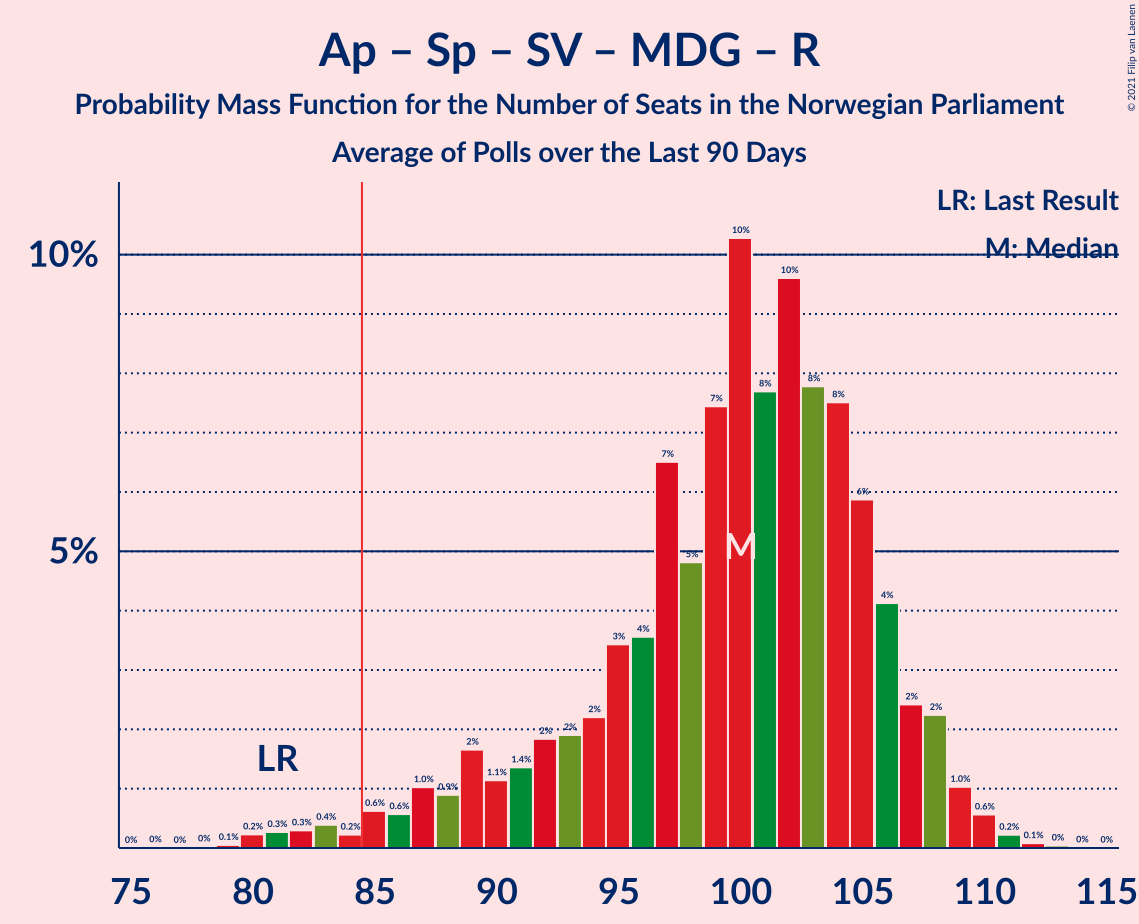 © 2021 Filip van Laenen
Ap – Sp – SV – MDG – R
Probability Mass Function for the Number of Seats in the Norwegian Parliament
Average of Polls over the Last 90 Days
LR: Last Result
M: Median
10%
5%
LR
M
0% 0% 0% 0% 0.1% 0.2% 0.3% 0.3% 0.4% 0.2% 0.6% 0.6% 1.0% 0.9% 2% 1.1% 1.4% 2% 2% 2% 3% 4% 7% 5% 7% 10% 8% 10% 8% 8% 6% 4% 2% 2% 1.0% 0.6% 0.2% 0.1% 0% 0% 0%
75 80 85 90 95 100 105 110 115